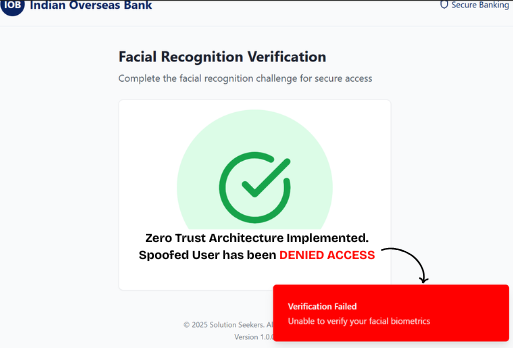 IOB Indian Overseas Bank
Secure Banking
Facial Recognition Verification
Complete the facial recognition challenge for secure access
Zero Trust Architecture Implemented.
Spoofed User has been DENIED ACCESS
Verification Failed
Unable to verify your facial biometrics
© 2025 Solution Seekers.
Version 1.0.